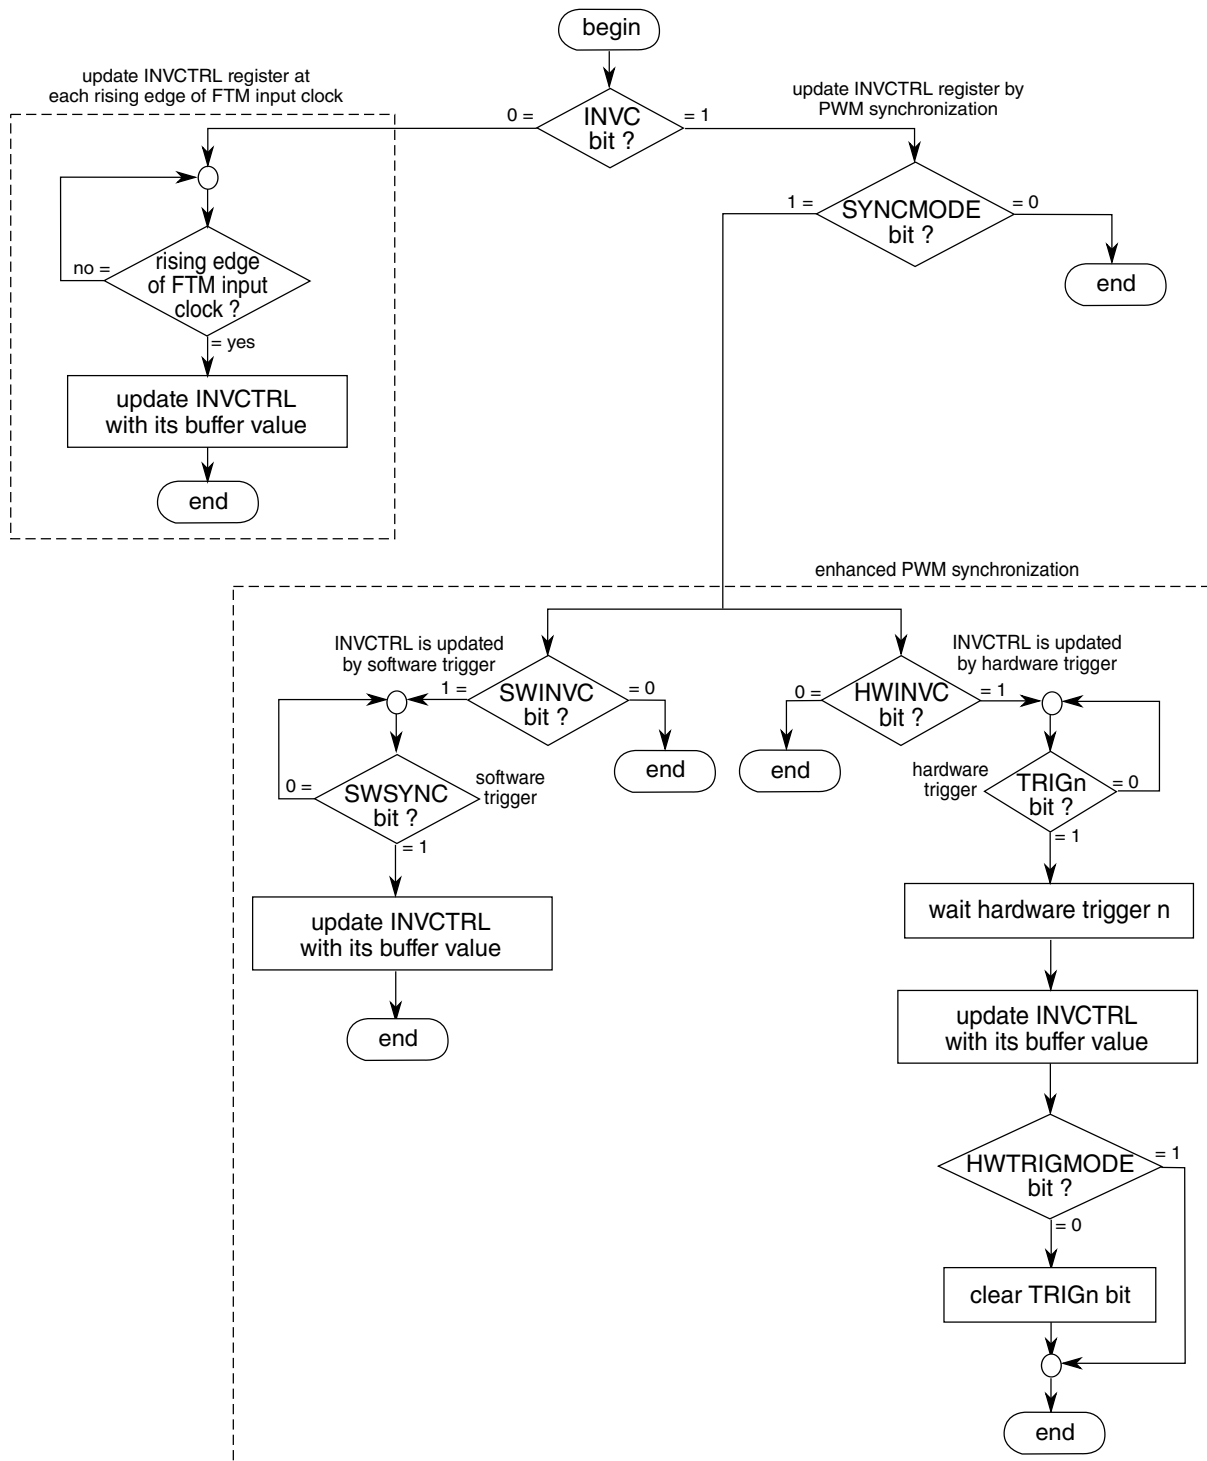 begin
update INVCTRL register at
each rising edge of FTM input clock
0 =
INVC
bit ?
= 1
update INVCTRL register by
PWM synchronization
1 =
SYNCMODE
bit ?
= 0
end
no =
rising edge
of FTM input
clock ?
= yes
update INVCTRL
with its buffer value
end
enhanced PWM synchronization
INVCTRL is updated
by software trigger
1 =
SWINVC
bit ?
= 0
end
0 =
SWSYNC
bit ?
software
trigger
= 1
update INVCTRL
with its buffer value
end
INVCTRL is updated
by hardware trigger
0 =
HWINVC
bit ?
= 1
end
hardware
trigger
TRIGn
bit ?
= 0
= 1
wait hardware trigger n
update INVCTRL
with its buffer value
HWTRIGMODE
bit ?
= 1
= 0
clear TRIGn bit
end